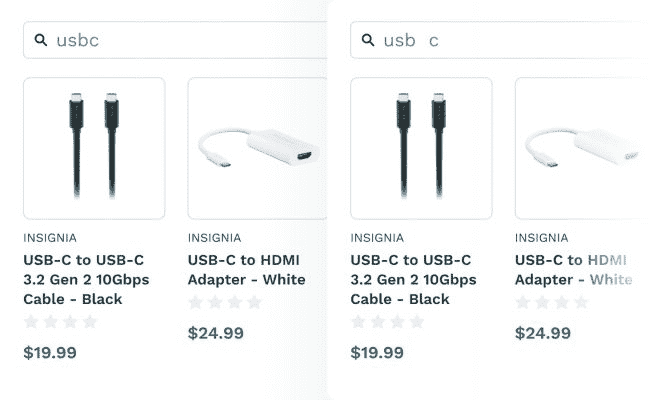 usbc
INSIGNIA
USB-C to USB-C
3.2 Gen 2 10Gbps
Cable - Black
$19.99
INSIGNIA
USB-C to HDMI
Adapter - White
$24.99
usb  c
INSIGNIA
USB-C to USB-C
3.2 Gen 2 10Gbps
Cable - Black
$19.99
INSIGNIA
USB-C to HDMI
Adapter - White
$24.99